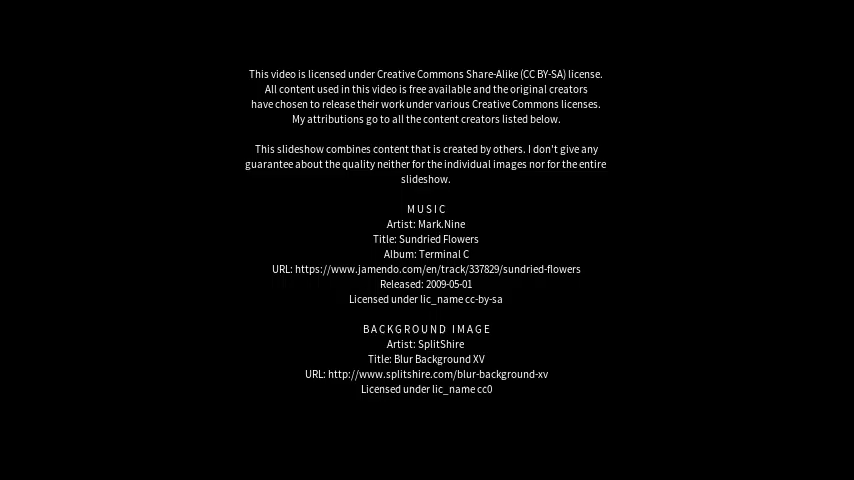 This video is licensed under Creative Commons Share-Alike (CC BY-SA) license.
All content used in this video is free available and the original creators
have chosen to release their work under various Creative Commons licenses.
My attributions go to all the content creators listed below.
This slideshow combines content that is created by others. I don't give any
guarantee about the quality neither for the individual images nor for the entire
slideshow.
MUSIC
Artist: Mark.Nine
Title: Sundried Flowers
Album: Terminal C
URL: https://www.jamendo.com/en/track/337829/sundried-flowers
Released: 2009-05-01
Licensed under lic_name cc-by-sa
BACKGROUND IMAGE
Artist: SplitShire
Title: Blur Background XV
URL: http://www.splitshire.com/blur-background-xv
Licensed under lic_name cc0